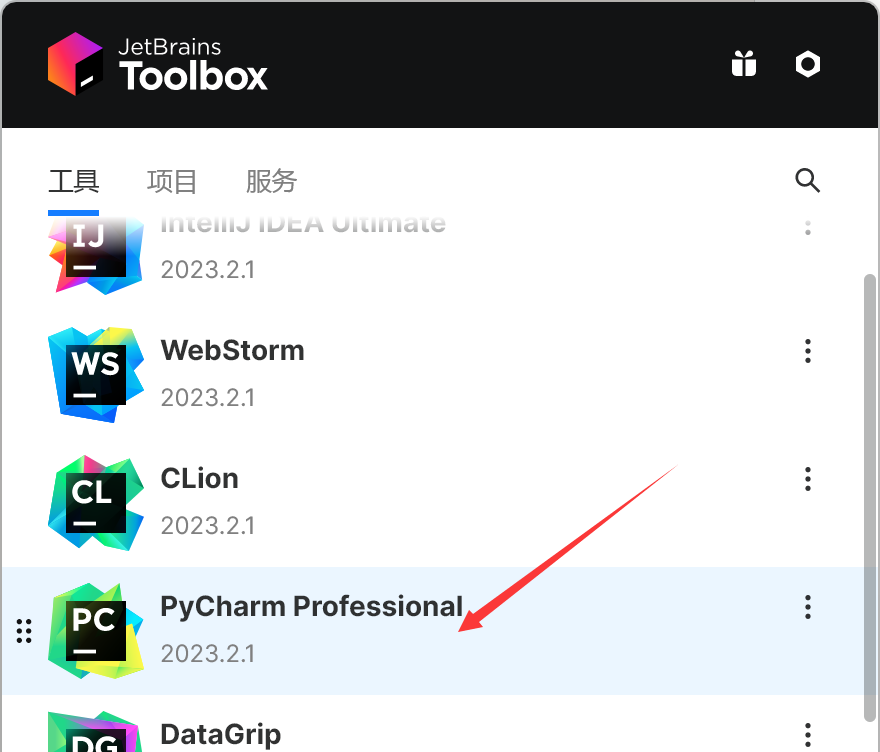 JetBrains
Toolbox
工具 项目 服务
IntelliJ IDEA Ultimate
IJ
2023.2.1
WebStorm
WS
2023.2.1
CLion
CL
2023.2.1
PyCharm Professional
PC
2023.2.1
DataGrip
DG